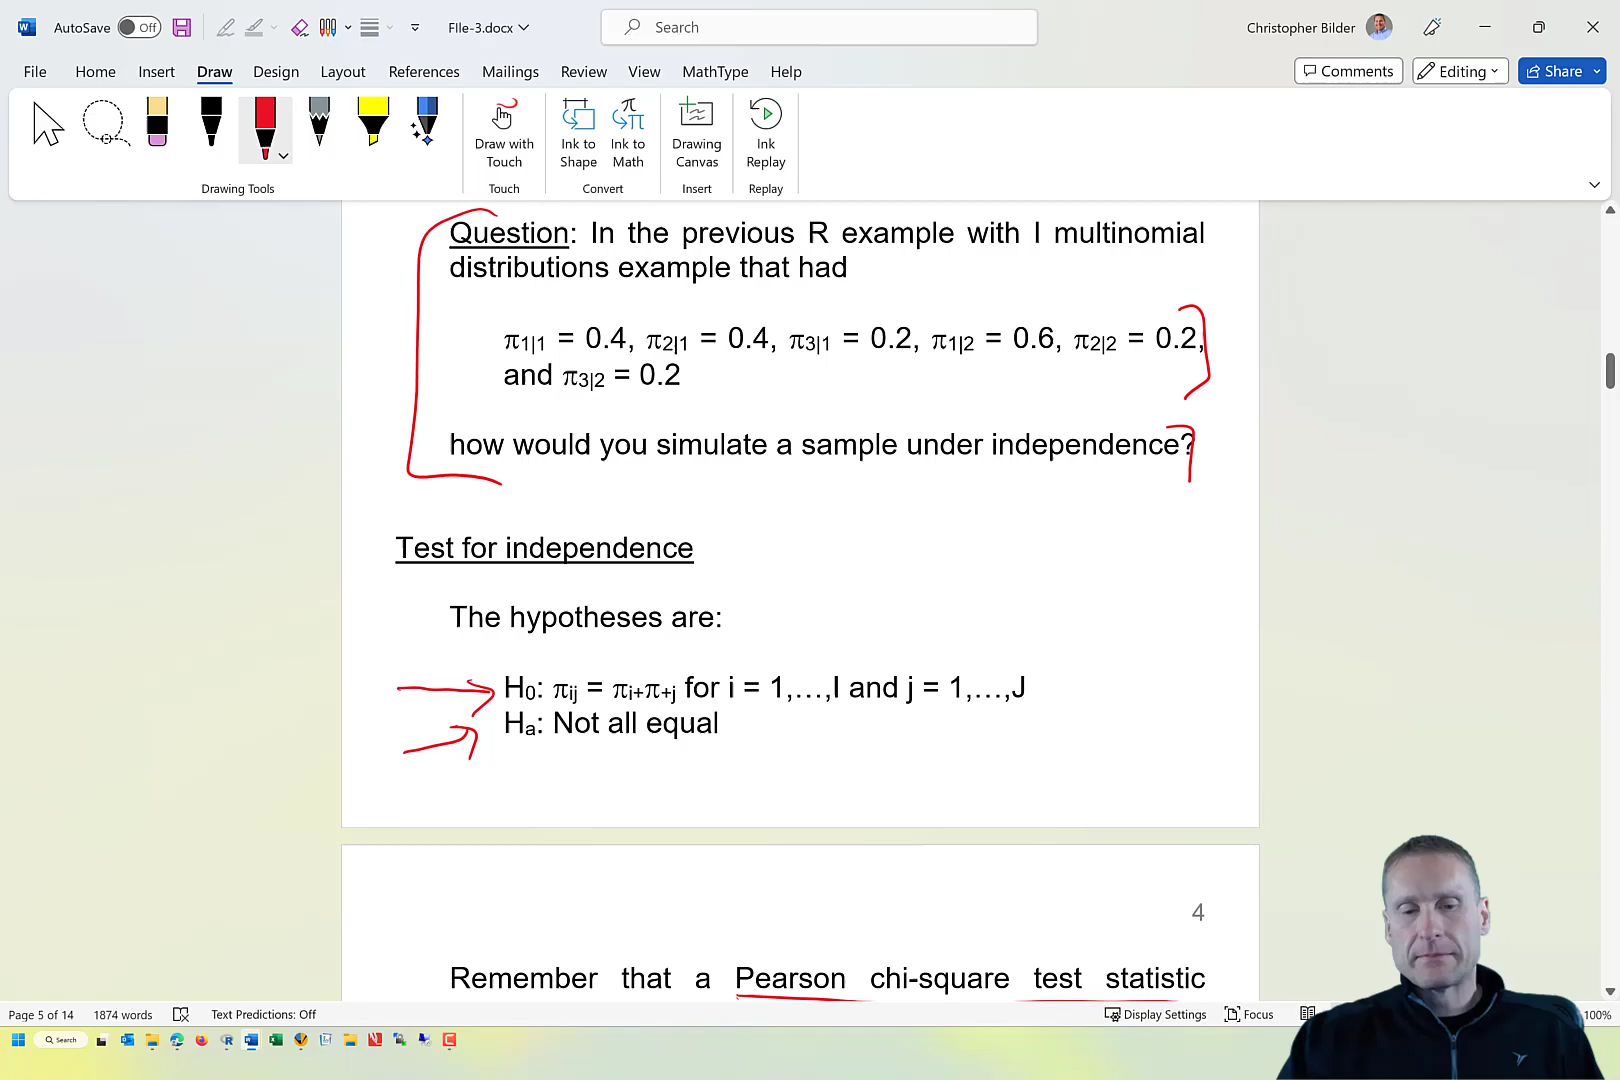 AutoSave Off FIle-3.docx Search Christopher Bilder
File Home Insert Draw Design Layout References Mailings Review View MathType Help Comments Editing Share
Draw with Touch
Ink to Shape
Ink to Math
Drawing Canvas
Ink Replay
Drawing Tools Touch Convert Insert Replay
Question: In the previous R example with I multinomial
distributions example that had
π1|1 = 0.4, π2|1 = 0.4, π3|1 = 0.2, π1|2 = 0.6, π2|2 = 0.2,
and π3|2 = 0.2
how would you simulate a sample under independence?
Test for independence
The hypotheses are:
H0: πij = πi+π+j for i = 1,…,I and j = 1,…,J
Ha: Not all equal
4
Remember that a Pearson chi-square test statistic
Page 5 of 14 1874 words Text Predictions: Off Display Settings Focus 100%
Search